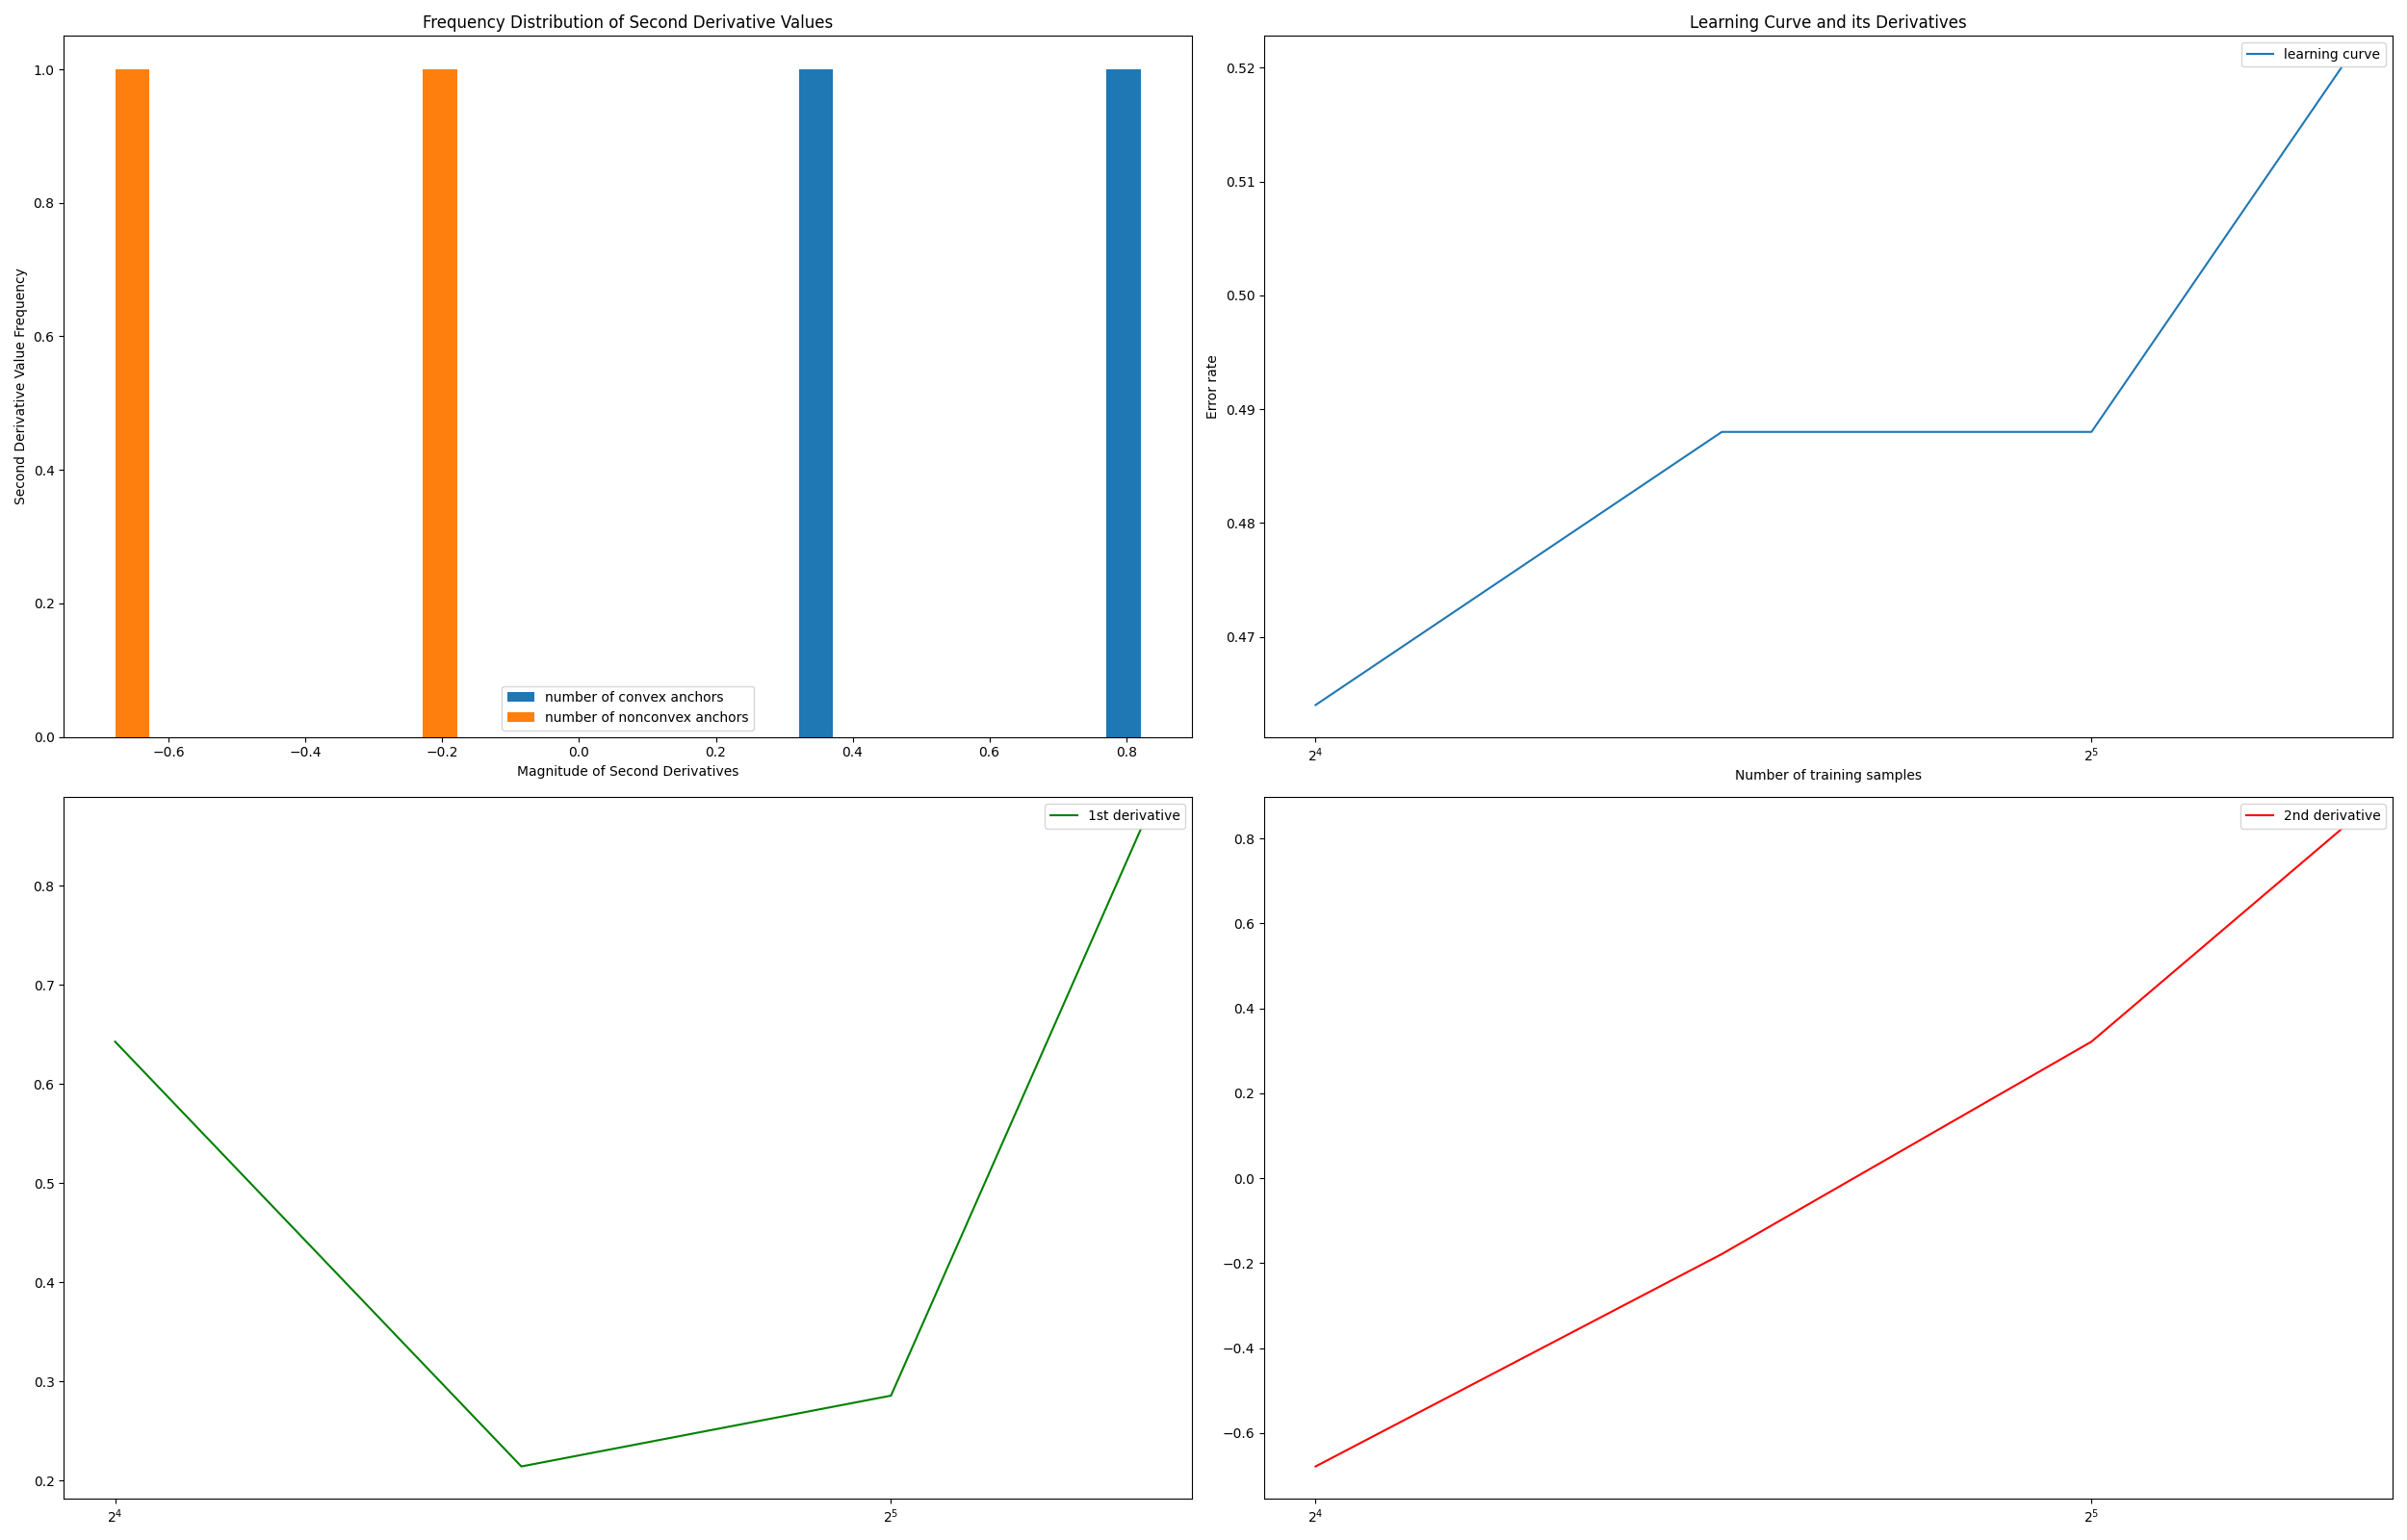 Frequency Distribution of Second Derivative Values
Second Derivative Value Frequency
1.0
0.8
0.6
0.4
0.2
0.0
number of convex anchors
number of nonconvex anchors
−0.6 −0.4 −0.2 0.0 0.2 0.4 0.6 0.8
Magnitude of Second Derivatives
Learning Curve and its Derivatives
learning curve
Error rate
0.52
0.51
0.50
0.49
0.48
0.47
2⁴ 2⁵
Number of training samples
1st derivative
0.8
0.7
0.6
0.5
0.4
0.3
0.2
2⁴ 2⁵
2nd derivative
0.8
0.6
0.4
0.2
0.0
−0.2
−0.4
−0.6
2⁴ 2⁵